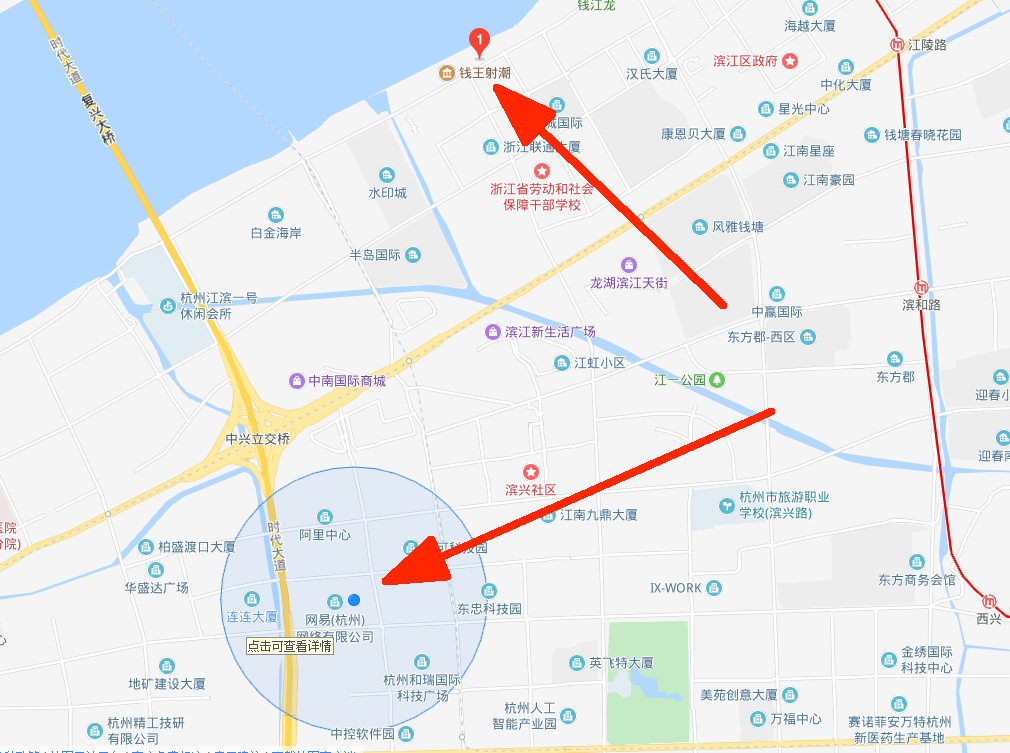 钱江龙
海越大厦
时代大道
复兴大桥
1
钱王射潮
汉氏大厦
滨江区政府
江陵路
中化大厦
城国际
星光中心
康恩贝大厦
钱塘春晓花园
浙江联通大厦
江南星座
水印城
浙江省劳动和社会
保障干部学校
江南豪园
白金海岸
半岛国际
风雅钱塘
龙湖滨江天街
杭州江滨一号
休闲会所
中赢国际
滨和路
滨江新生活广场
东方郡-西区
江虹小区
东方郡
中南国际商城
江一公园
迎春小
中兴立交桥
迎春南
滨兴社区
医院
分院)
时代大道
阿里中心
江南九鼎大厦
杭州市旅游职业
学校(滨兴路)
柏盛渡口大厦
科技园
华盛达广场
东方商务会馆
IX-WORK
连连大厦
网易(杭州)
网络有限公司
东忠科技园
西兴
点击可查看详情
地矿建设大厦
杭州和瑞国际
科技广场
英飞特大厦
金绣国际
科技中心
美苑创意大厦
杭州人工
智能产业园
万福中心
赛诺菲安万特杭州
新医药生产基地
杭州精工技研
有限公司
中控软件园